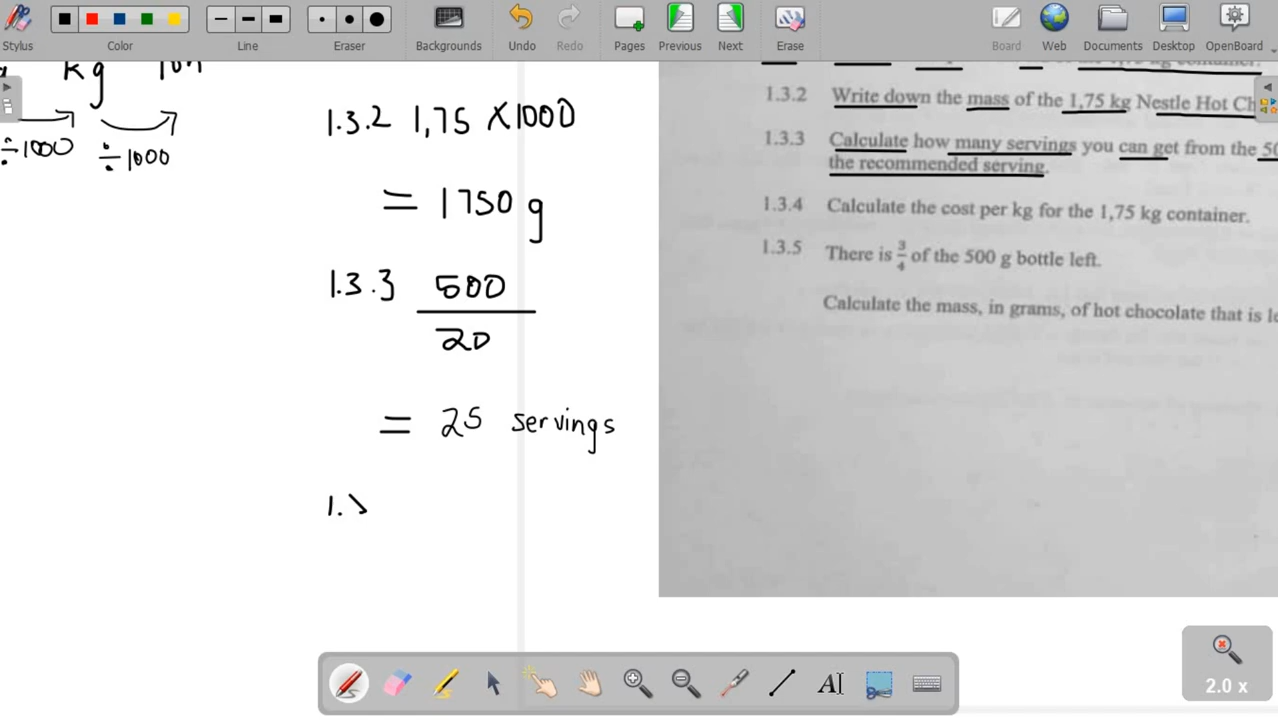 Stylus Color Line Eraser Backgrounds Undo Redo Pages Previous Next Erase Board Web Documents Desktop OpenBoard
kg Ton
÷1000 ÷1000
1.3.2 1,75 ×1000
= 1750 g
1.3.3 500
20
= 25 servings
1.
1.3.2 Write down the mass of the 1,75 kg Nestle Hot Ch
1.3.3 Calculate how many servings you can get from the 50
the recommended serving.
1.3.4 Calculate the cost per kg for the 1,75 kg container.
1.3.5 There is 3/4 of the 500 g bottle left.
Calculate the mass, in grams, of hot chocolate that is le
2.0 x